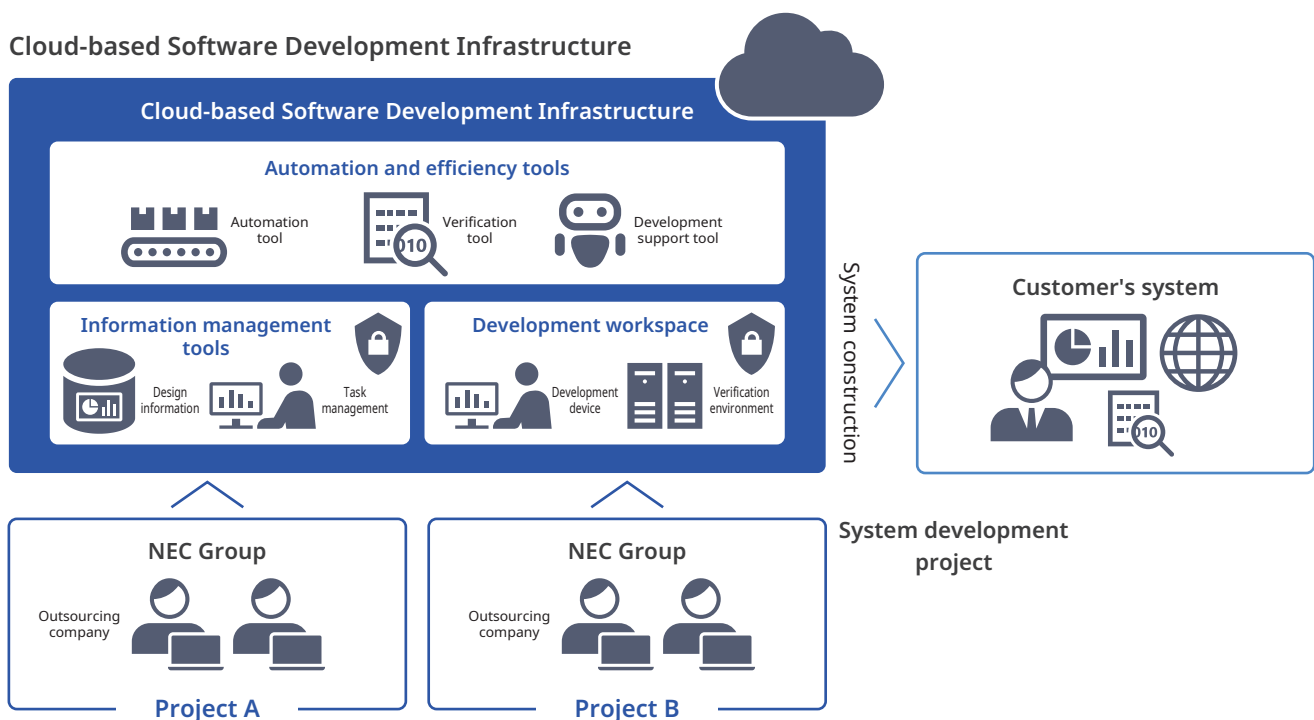 Cloud-based Software Development Infrastructure
Cloud-based Software Development Infrastructure
Automation and efficiency tools
Automation
tool
010
Verification
tool
Development
support tool
Information management
tools
Design
information
Task
management
Development workspace
Development
device
Verification
environment
System construction
Customer's system
010
NEC Group
Outsourcing
company
Project A
NEC Group
Outsourcing
company
Project B
System development
project